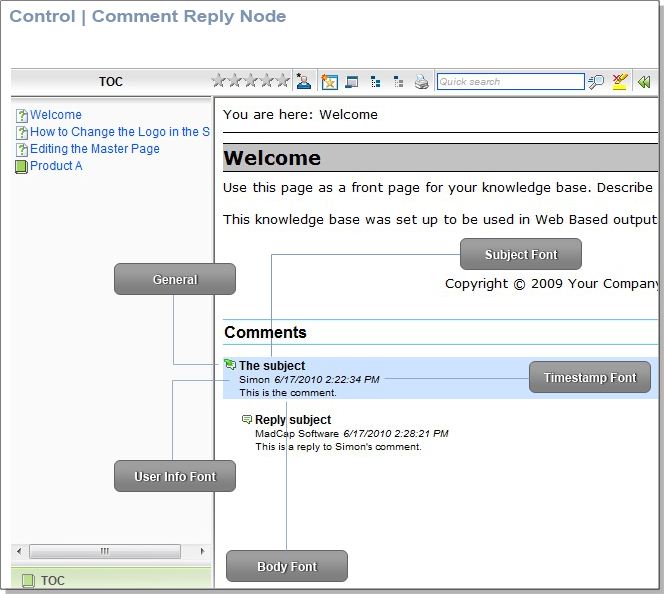 Control | Comment Reply Node
TOC
Quick search
Welcome
How to Change the Logo in the S
Editing the Master Page
Product A
You are here: Welcome
Welcome
Use this page as a front page for your knowledge base. Describe
This knowledge base was set up to be used in Web Based output
Subject Font
General
Copyright © 2009 Your Company
Comments
The subject
Simon 6/17/2010 2:22:34 PM
This is the comment.
Timestamp Font
Reply subject
MadCap Software 6/17/2010 2:28:21 PM
This is a reply to Simon's comment.
User Info Font
Body Font
TOC